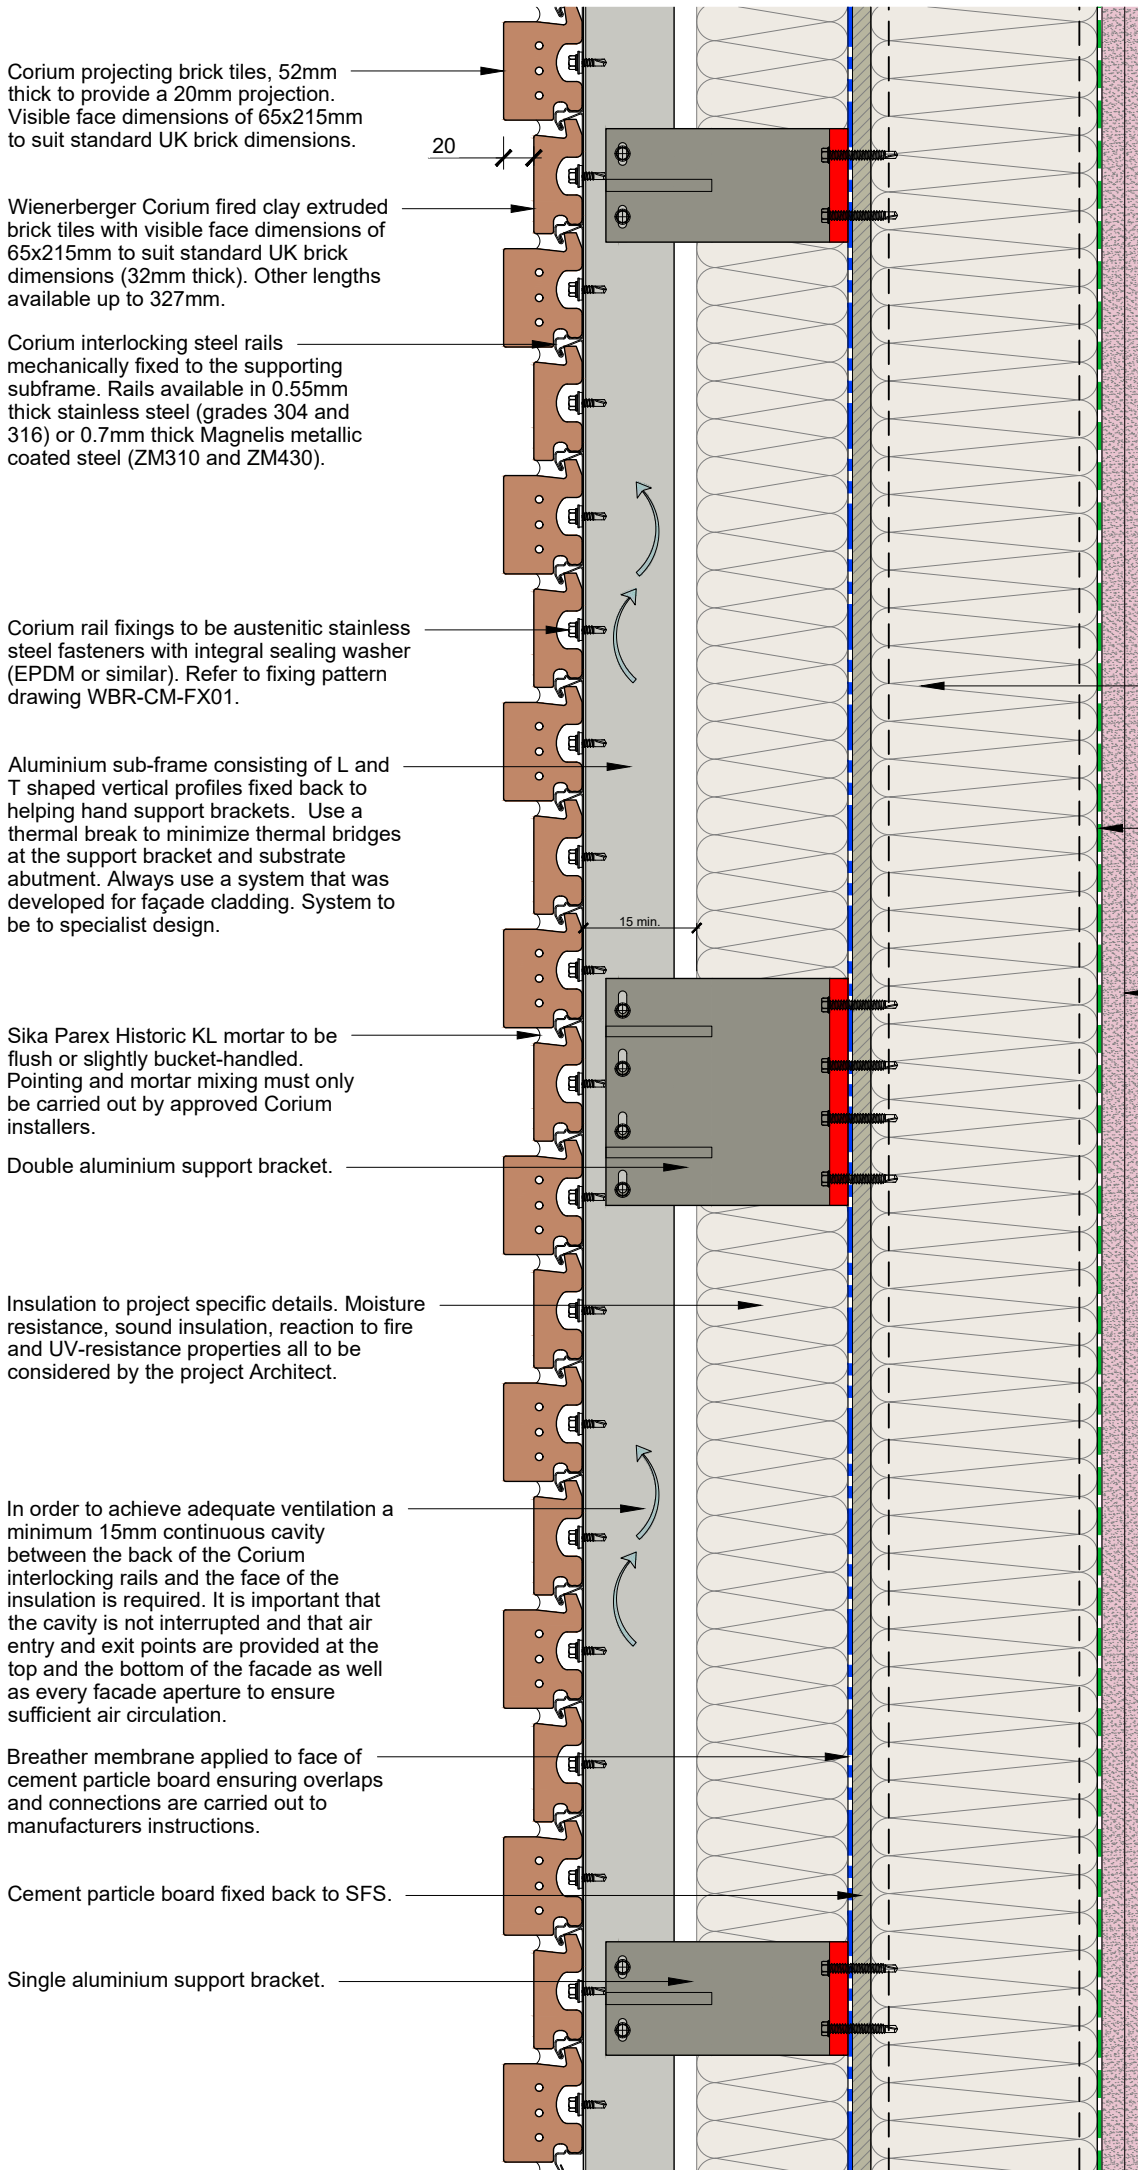 Corium projecting brick tiles, 52mm
thick to provide a 20mm projection.
Visible face dimensions of 65x215mm
to suit standard UK brick dimensions.
20
Wienerberger Corium fired clay extruded
brick tiles with visible face dimensions of
65x215mm to suit standard UK brick
dimensions (32mm thick). Other lengths
available up to 327mm.
Corium interlocking steel rails
mechanically fixed to the supporting
subframe. Rails available in 0.55mm
thick stainless steel (grades 304 and
316) or 0.7mm thick Magnelis metallic
coated steel (ZM310 and ZM430).
Corium rail fixings to be austenitic stainless
steel fasteners with integral sealing washer
(EPDM or similar). Refer to fixing pattern
drawing WBR-CM-FX01.
Aluminium sub-frame consisting of L and
T shaped vertical profiles fixed back to
helping hand support brackets. Use a
thermal break to minimize thermal bridges
at the support bracket and substrate
abutment. Always use a system that was
developed for façade cladding. System to
be to specialist design.
15 min.
Sika Parex Historic KL mortar to be
flush or slightly bucket-handled.
Pointing and mortar mixing must only
be carried out by approved Corium
installers.
Double aluminium support bracket.
Insulation to project specific details. Moisture
resistance, sound insulation, reaction to fire
and UV-resistance properties all to be
considered by the project Architect.
In order to achieve adequate ventilation a
minimum 15mm continuous cavity
between the back of the Corium
interlocking rails and the face of the
insulation is required. It is important that
the cavity is not interrupted and that air
entry and exit points are provided at the
top and the bottom of the facade as well
as every facade aperture to ensure
sufficient air circulation.
Breather membrane applied to face of
cement particle board ensuring overlaps
and connections are carried out to
manufacturers instructions.
Cement particle board fixed back to SFS.
Single aluminium support bracket.